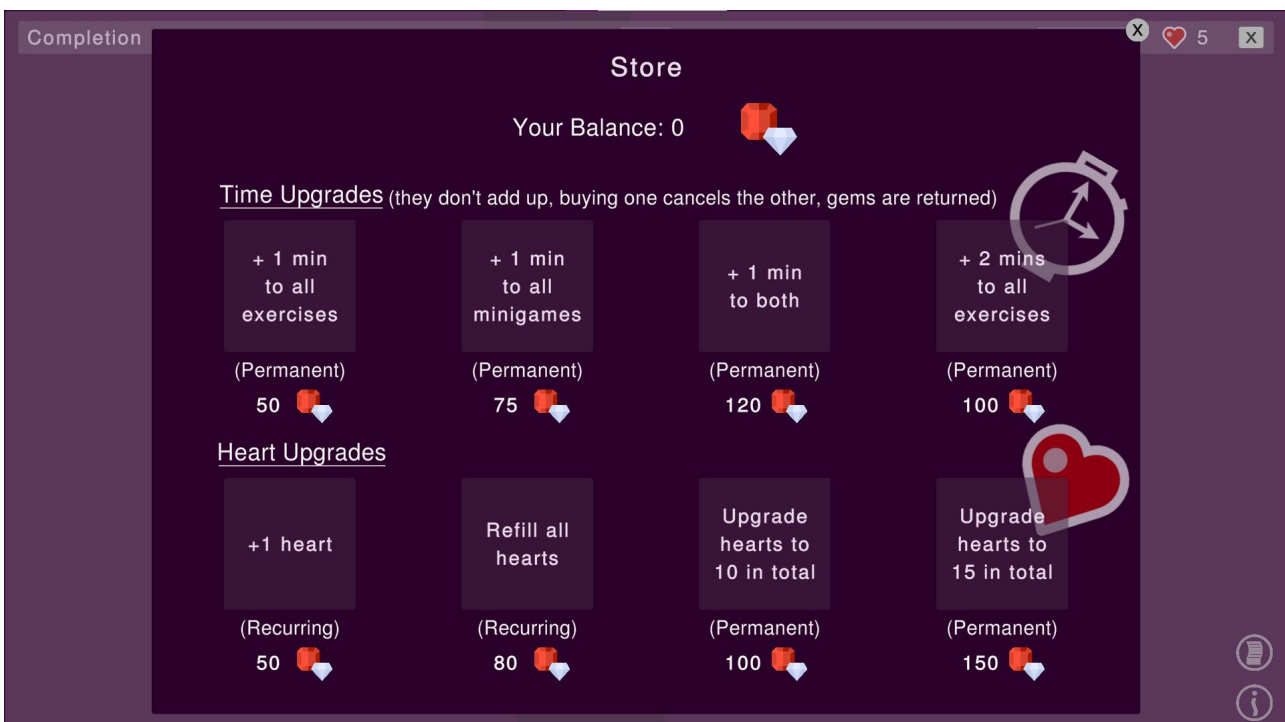 Completion
5
X
X
Store
Your Balance: 0
Time Upgrades (they don't add up, buying one cancels the other, gems are returned)
+ 1 min
to all
exercises
(Permanent)
50
+ 1 min
to all
minigames
(Permanent)
75
+ 1 min
to both
(Permanent)
120
+ 2 mins
to all
exercises
(Permanent)
100
Heart Upgrades
+1 heart
(Recurring)
50
Refill all
hearts
(Recurring)
80
Upgrade
hearts to
10 in total
(Permanent)
100
Upgrade
hearts to
15 in total
(Permanent)
150
i